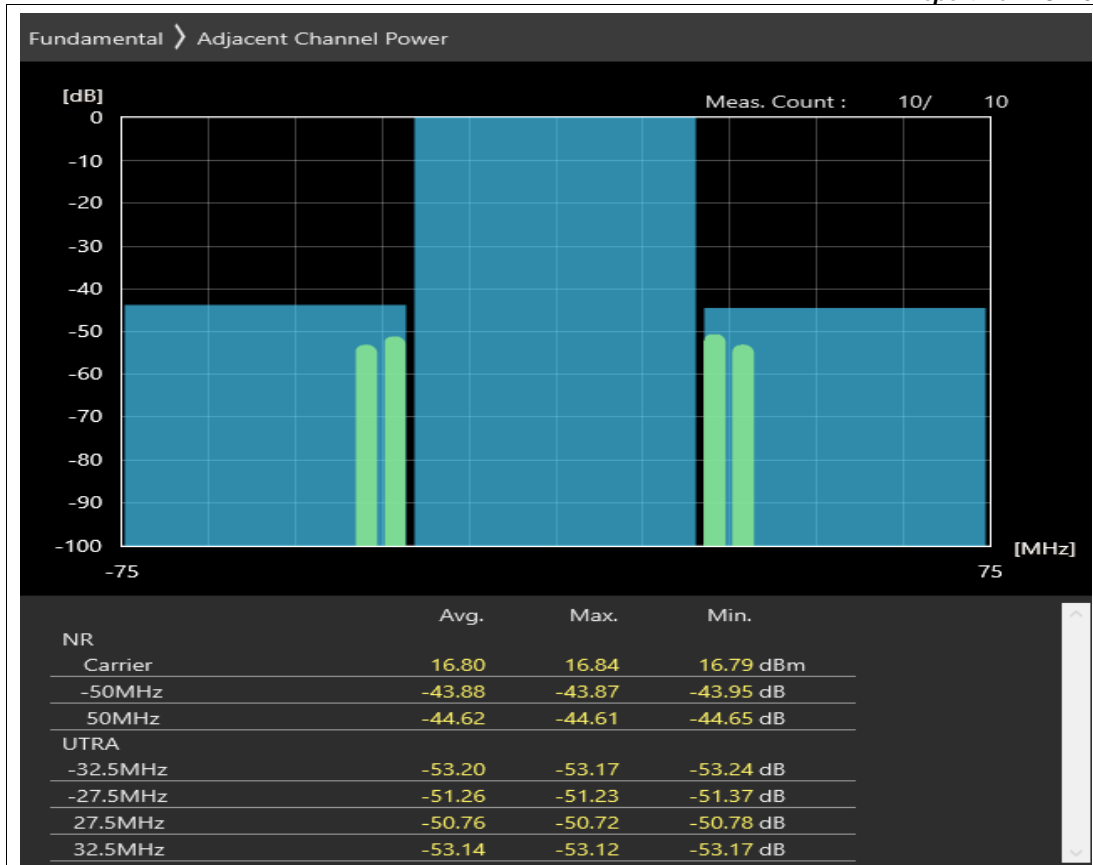 Fundamental 〉 Adjacent Channel Power
[dB]
Meas. Count : 10/ 10
0
-10
-20
-30
-40
-50
-60
-70
-80
-90
-100
[MHz]
-75 75
Avg. Max. Min.
NR
Carrier 16.80 16.84 16.79 dBm
-50MHz -43.88 -43.87 -43.95 dB
50MHz -44.62 -44.61 -44.65 dB
UTRA
-32.5MHz -53.20 -53.17 -53.24 dB
-27.5MHz -51.26 -51.23 -51.37 dB
27.5MHz -50.76 -50.72 -50.78 dB
32.5MHz -53.14 -53.12 -53.17 dB